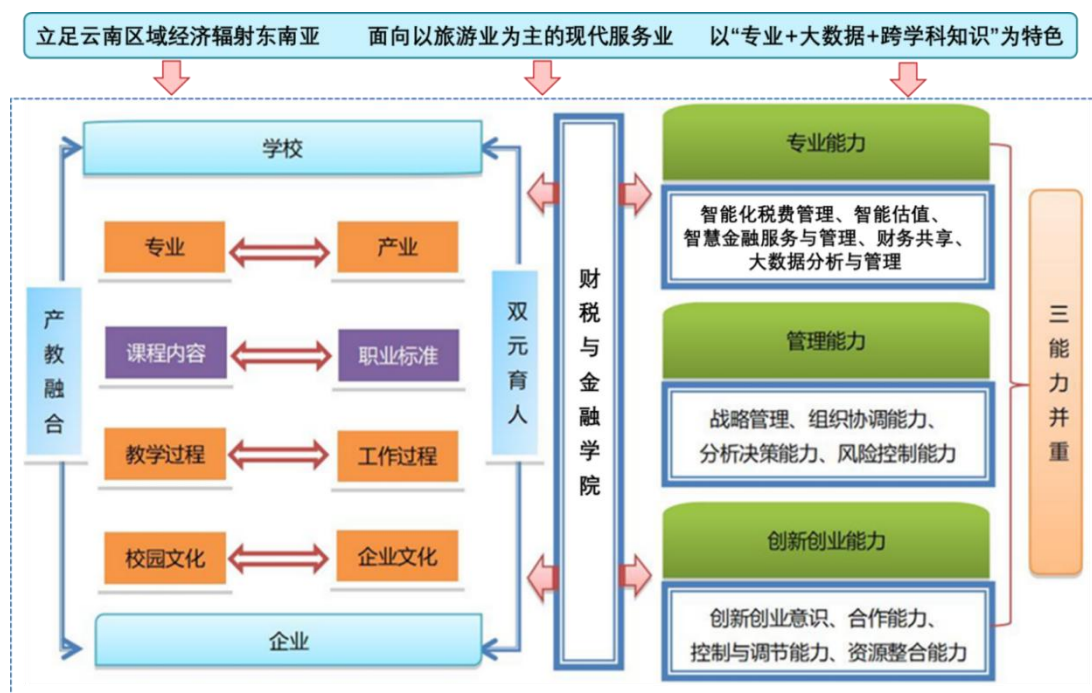 立足云南区域经济辐射东南亚 面向以旅游业为主的现代服务业 以“专业+大数据+跨学科知识”为特色
学校
专业 产业
课程内容 职业标准
教学过程 工作过程
校园文化 企业文化
企业
产教融合
双元育人
财税与金融学院
专业能力
智能化税费管理、智能估值、
智慧金融服务与管理、财务共享、
大数据分析与管理
管理能力
战略管理、组织协调能力、
分析决策能力、风险控制能力
创新创业能力
创新创业意识、合作能力、
控制与调节能力、资源整合能力
三能力并重